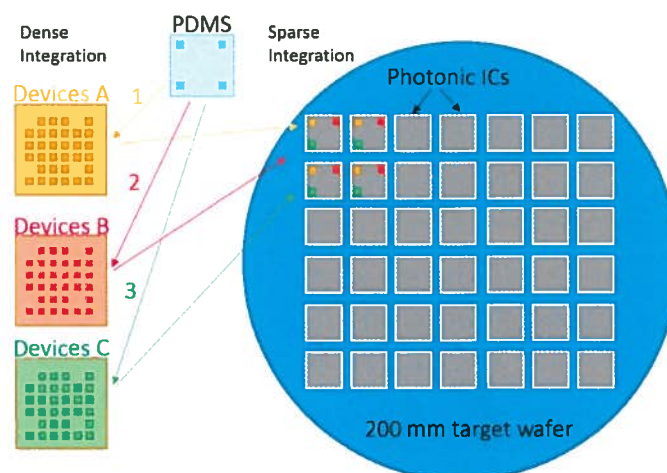 Dense
Integration
PDMS
Sparse
Integration
Photonic ICs
Devices A
1
2
Devices B
3
Devices C
200 mm target wafer